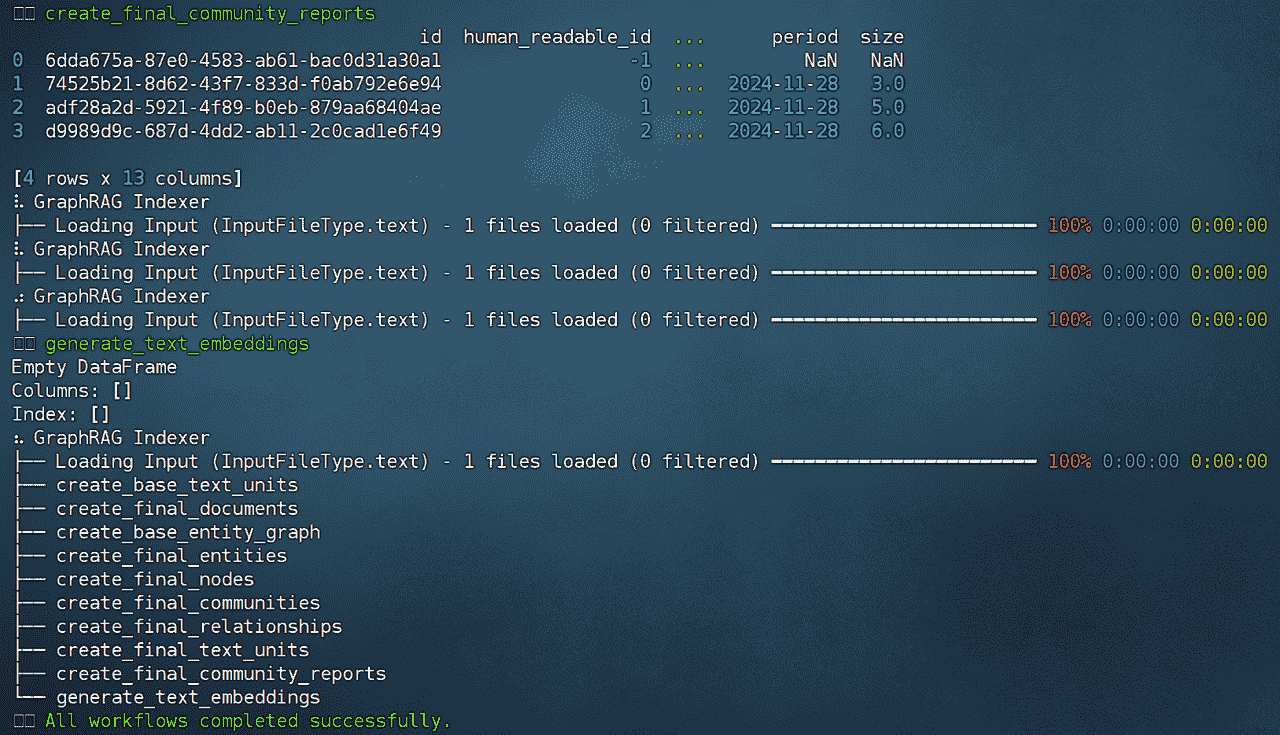 create_final_community_reports
                                     id  human_readable_id  ...      period  size
0  6dda675a-87e0-4583-ab61-bac0d31a30a1                 -1  ...         NaN   NaN
1  74525b21-8d62-43f7-833d-f0ab792e6e94                  0  ...  2024-11-28   3.0
2  adf28a2d-5921-4f89-b0eb-879aa68404ae                  1  ...  2024-11-28   5.0
3  d9989d9c-687d-4dd2-ab11-2c0cad1e6f49                  2  ...  2024-11-28   6.0
[4 rows x 13 columns]
GraphRAG Indexer
├── Loading Input (InputFileType.text) - 1 files loaded (0 filtered) ━━━━━━━━━━━━━━━━━━━━━━━━ 100% 0:00:00 0:00:00
GraphRAG Indexer
├── Loading Input (InputFileType.text) - 1 files loaded (0 filtered) ━━━━━━━━━━━━━━━━━━━━━━━━ 100% 0:00:00 0:00:00
GraphRAG Indexer
├── Loading Input (InputFileType.text) - 1 files loaded (0 filtered) ━━━━━━━━━━━━━━━━━━━━━━━━ 100% 0:00:00 0:00:00
generate_text_embeddings
Empty DataFrame
Columns: []
Index: []
GraphRAG Indexer
├── Loading Input (InputFileType.text) - 1 files loaded (0 filtered) ━━━━━━━━━━━━━━━━━━━━━━━━ 100% 0:00:00 0:00:00
├── create_base_text_units
├── create_final_documents
├── create_base_entity_graph
├── create_final_entities
├── create_final_nodes
├── create_final_communities
├── create_final_relationships
├── create_final_text_units
├── create_final_community_reports
└── generate_text_embeddings
All workflows completed successfully.